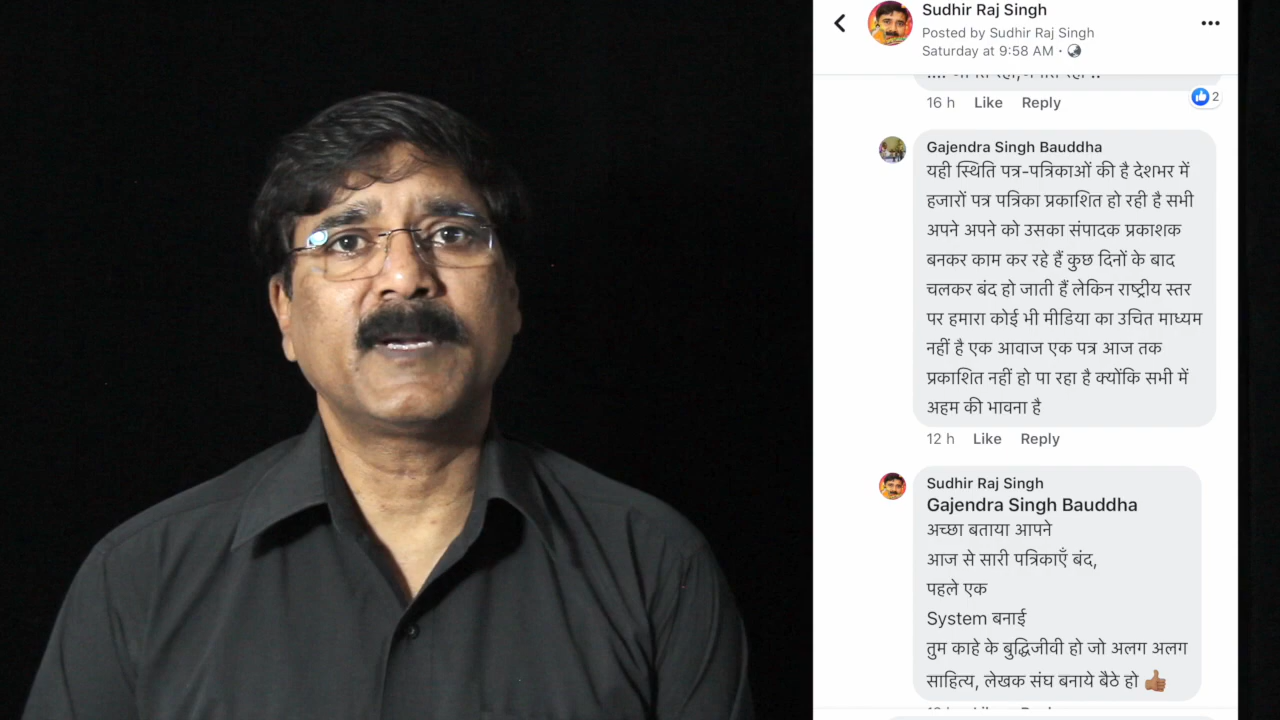 Sudhir Raj Singh
Posted by Sudhir Raj Singh
Saturday at 9:58 AM ·
16 h Like Reply
2
Gajendra Singh Bauddha
यही स्थिति पत्र-पत्रिकाओं की है देशभर में
हजारों पत्र पत्रिका प्रकाशित हो रही है सभी
अपने अपने को उसका संपादक प्रकाशक
बनकर काम कर रहे हैं कुछ दिनों के बाद
चलकर बंद हो जाती हैं लेकिन राष्ट्रीय स्तर
पर हमारा कोई भी मीडिया का उचित माध्यम
नहीं है एक आवाज एक पत्र आज तक
प्रकाशित नहीं हो पा रहा है क्योंकि सभी में
अहम की भावना है
12 h Like Reply
Sudhir Raj Singh
Gajendra Singh Bauddha
अच्छा बताया आपने
आज से सारी पत्रिकाएँ बंद,
पहले एक
System बनाई
तुम काहे के बुद्धिजीवी हो जो अलग अलग
साहित्य, लेखक संघ बनाये बैठे हो 👍🏽